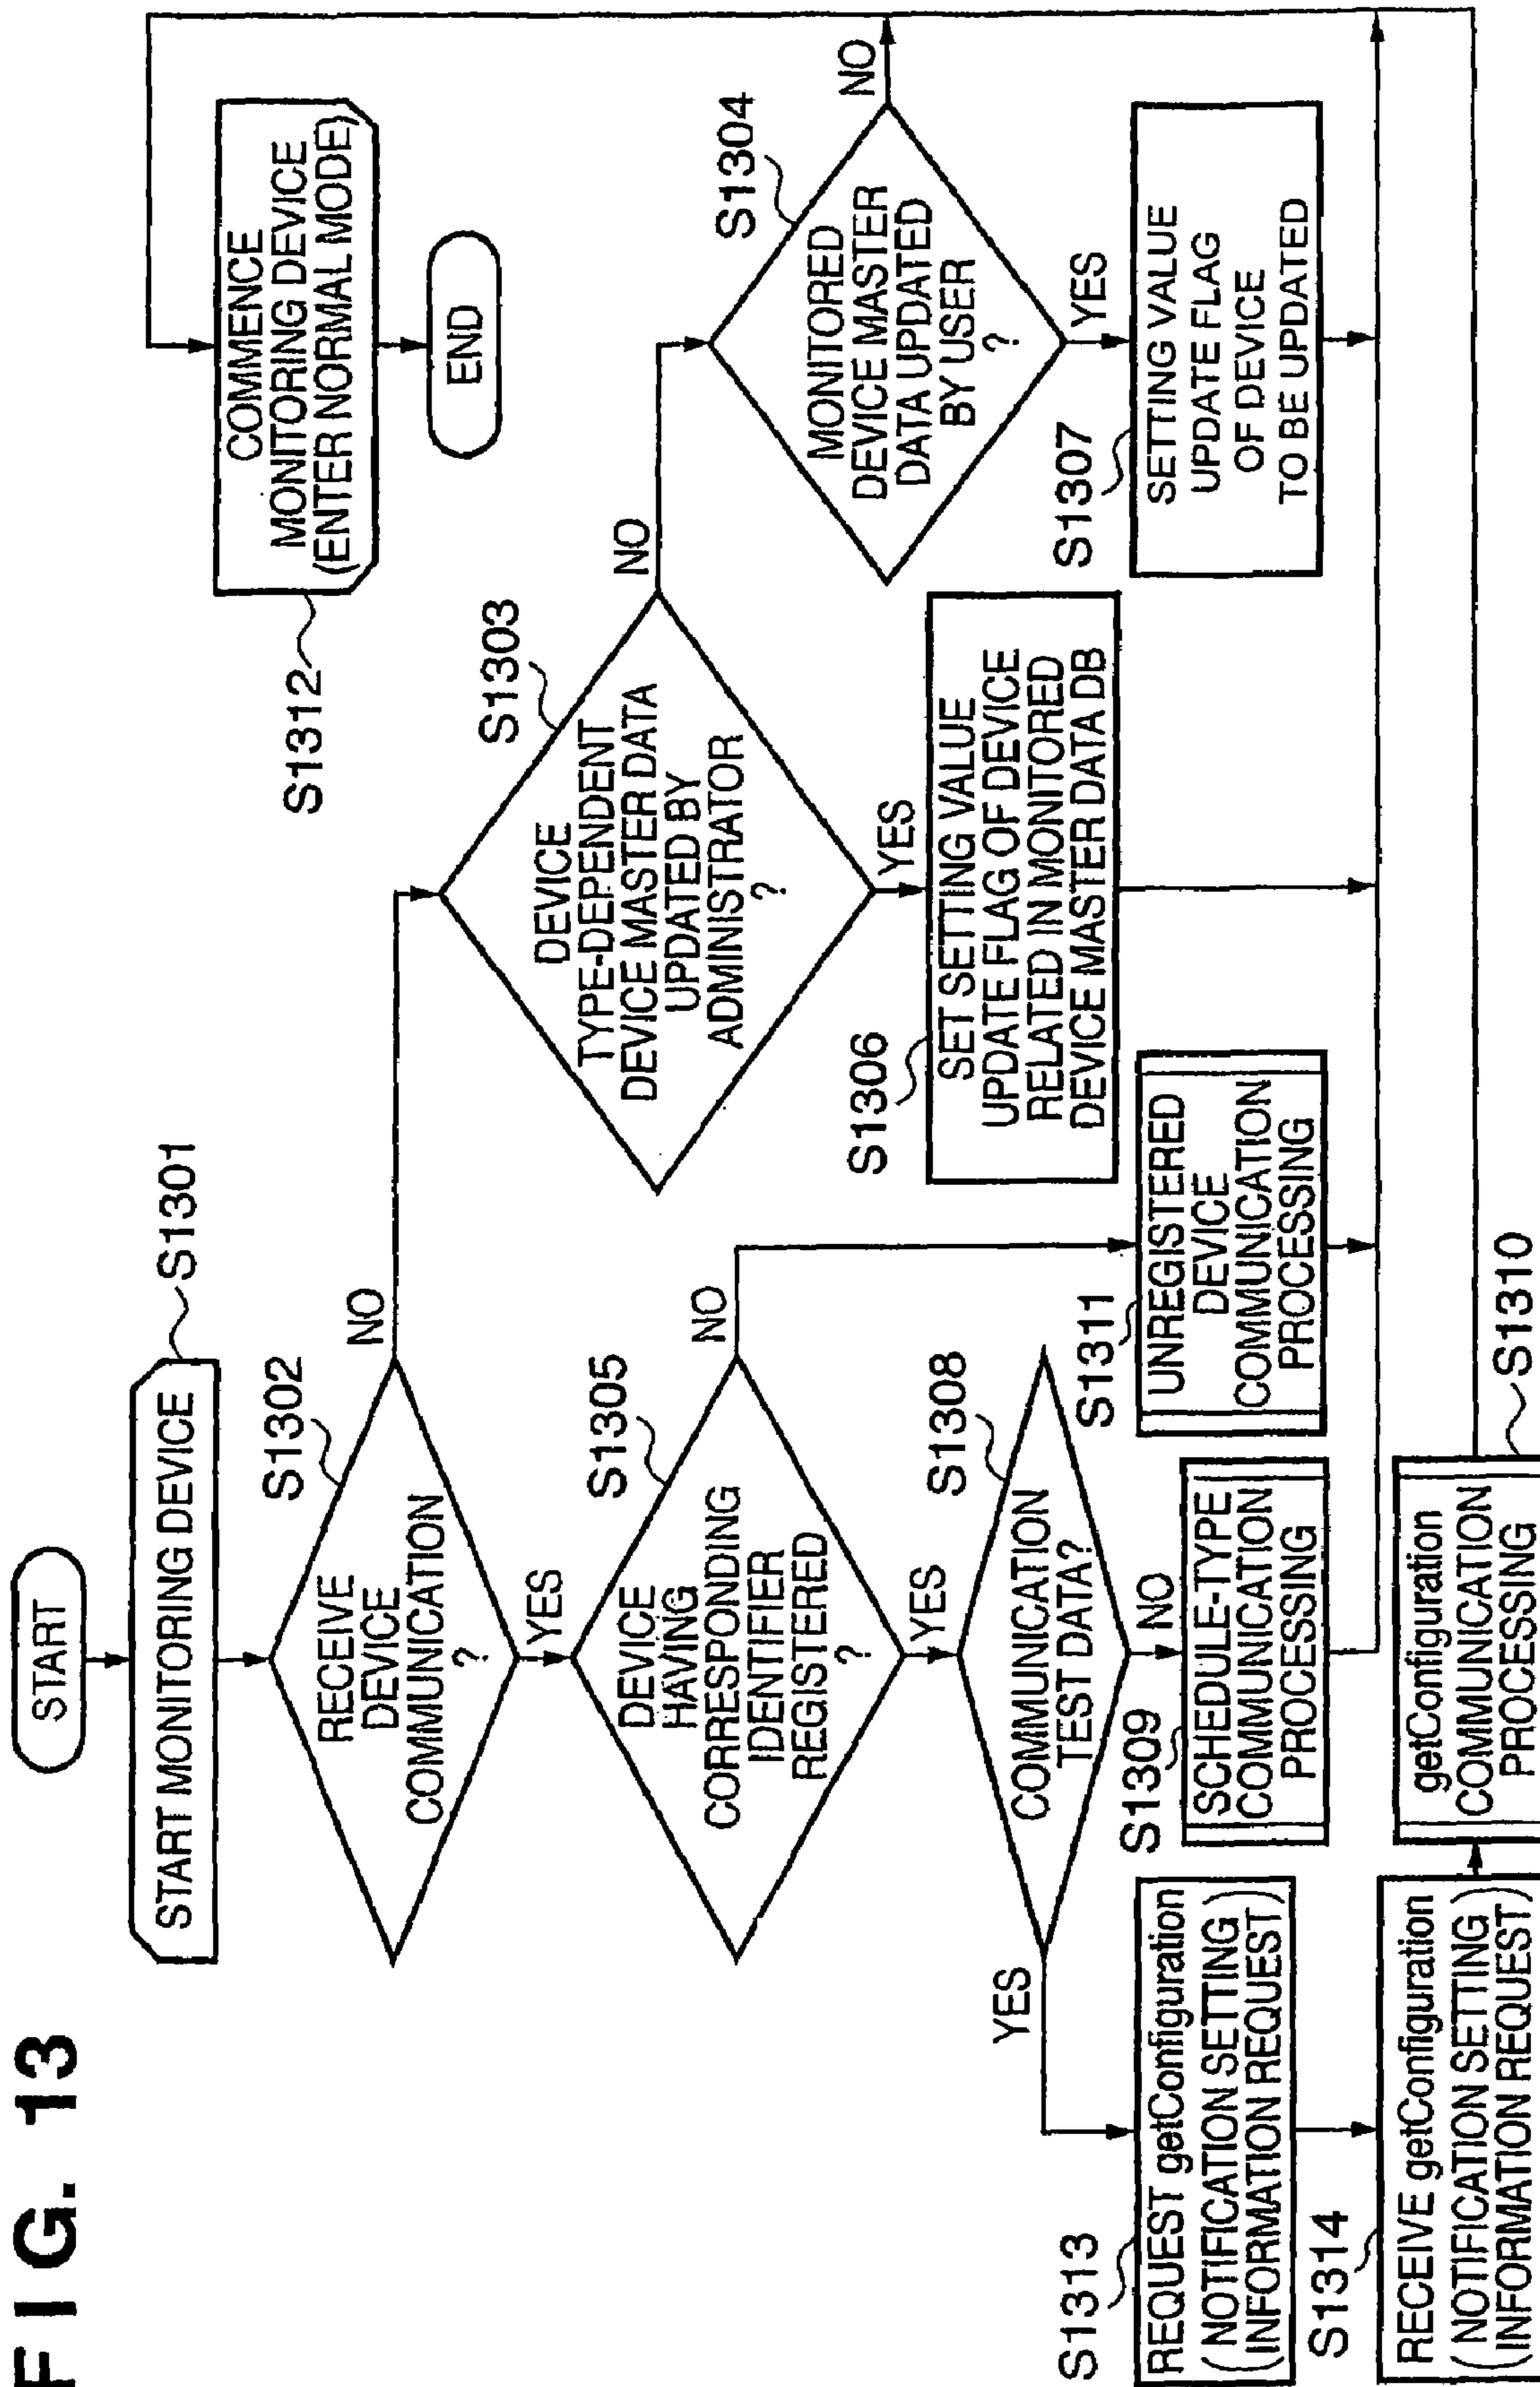 FIG. 13
START
START MONITORING DEVICE
S1301
S1302
RECEIVE
DEVICE
COMMUNICATION
?
NO
YES
S1305
DEVICE
HAVING
CORRESPONDING
IDENTIFIER
REGISTERED
?
NO
YES
S1308
COMMUNICATION
TEST DATA?
YES
NO
S1313
REQUEST getConfiguration
(NOTIFICATION SETTING
INFORMATION REQUEST)
S1314
RECEIVE getConfiguration
(NOTIFICATION SETTING
INFORMATION REQUEST)
S1309
SCHEDULE-TYPE
COMMUNICATION
PROCESSING
getConfiguration
COMMUNICATION
PROCESSING
S1310
S1311
UNREGISTERED
DEVICE
COMMUNICATION
PROCESSING
S1303
DEVICE
TYPE-DEPENDENT
DEVICE MASTER DATA
UPDATED BY
ADMINISTRATOR
?
NO
YES
S1306
SET SETTING VALUE
UPDATE FLAG OF DEVICE
RELATED IN MONITORED
DEVICE MASTER DATA DB
S1304
MONITORED
DEVICE MASTER
DATA UPDATED
BY USER
?
NO
YES
S1307
SETTING VALUE
UPDATE FLAG
OF DEVICE
TO BE UPDATED
S1312
COMMENCE
MONITORING DEVICE
(ENTER NORMAL MODE)
END